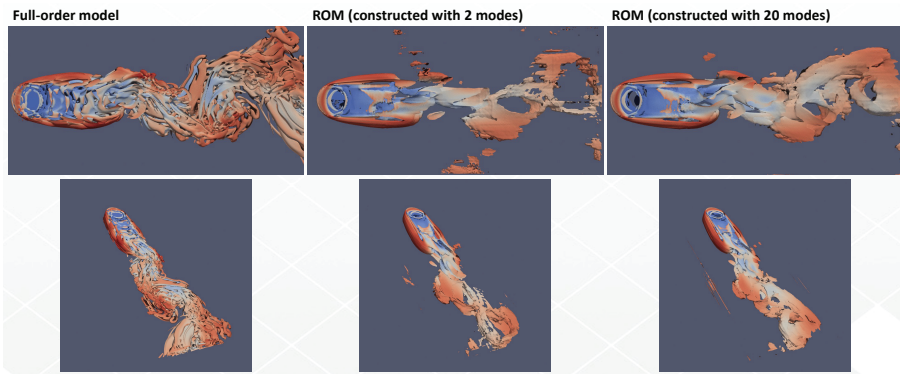 Full-order model
ROM (constructed with 2 modes)
ROM (constructed with 20 modes)